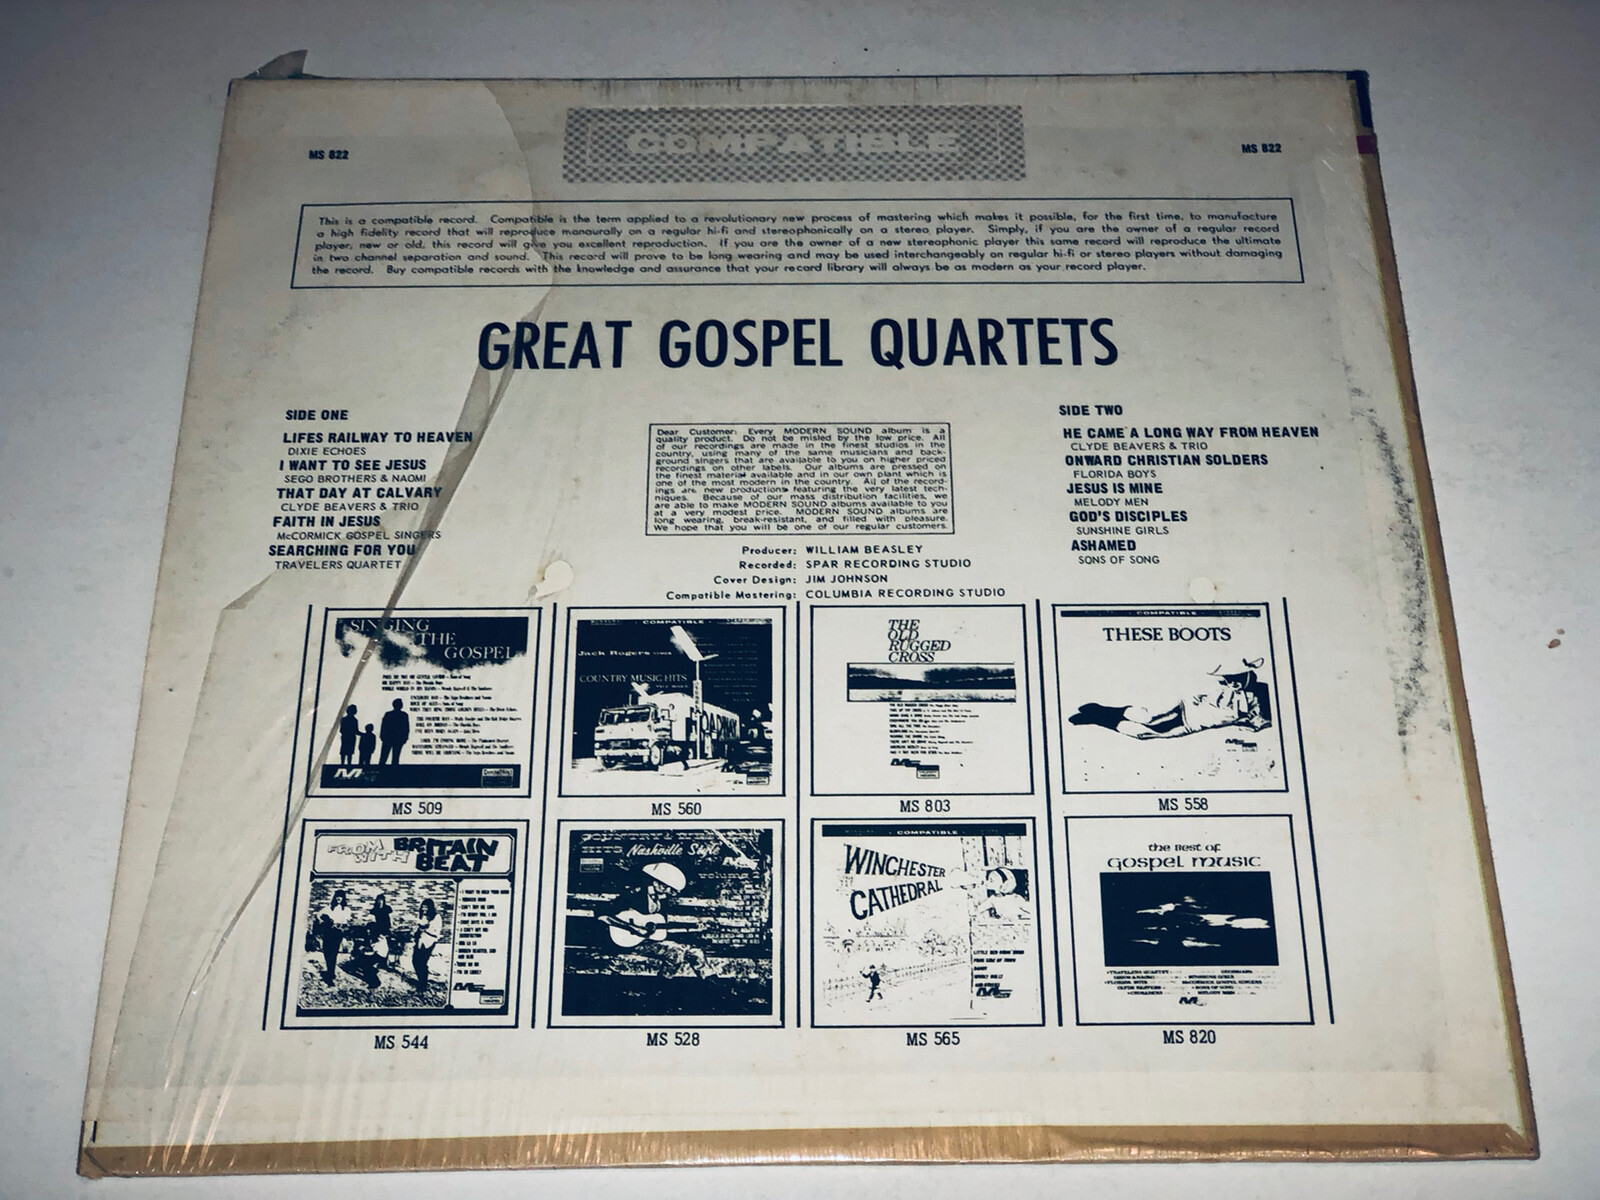 COMPATIBLE
MS 822
MS 822
This is a compatible record. Compatible is the term applied to a revolutionary new process of mastering which makes it possible, for the first time, to manufacture
a high fidelity record that will reproduce monaurally on a regular hi-fi and stereophonically on a stereo player. Simply, if you are the owner of a regular record
player, new or old, this record will give you excellent reproduction. If you are the owner of a new stereophonic player this same record will reproduce the ultimate
in two channel separation and sound. This record will prove to be long wearing and may be used interchangeably on regular hi-fi or stereo players without damaging
the record. Buy compatible records with the knowledge and assurance that your record library will always be as modern as your record player.
GREAT GOSPEL QUARTETS
SIDE ONE
LIFES RAILWAY TO HEAVEN
DIXIE ECHOES
I WANT TO SEE JESUS
SEGO BROTHERS & NAOMI
THAT DAY AT CALVARY
CLYDE BEAVERS & TRIO
FAITH IN JESUS
McCORMICK GOSPEL SINGERS
SEARCHING FOR YOU
TRAVELERS QUARTET
Dear Customer: Every MODERN SOUND album is a
quality product. Do not be misled by the low price. All
of our recordings are made in the finest studios in the
country, using many of the same musicians and back-
ground singers that are available to you on higher priced
recordings on other labels. Our albums are pressed on
the finest material available and in our own plant which is
one of the most modern in the country. All of the record-
ings are new productions featuring the very latest tech-
niques. Because of our mass distribution facilities, we
are able to make MODERN SOUND albums available to you
at a very modest price. MODERN SOUND albums are
long wearing, break-resistant, and filled with pleasure.
We hope that you will be one of our regular customers.
Producer: WILLIAM BEASLEY
Recorded: SPAR RECORDING STUDIO
Cover Design: JIM JOHNSON
Compatible Mastering: COLUMBIA RECORDING STUDIO
SIDE TWO
HE CAME A LONG WAY FROM HEAVEN
CLYDE BEAVERS & TRIO
ONWARD CHRISTIAN SOLDERS
FLORIDA BOYS
JESUS IS MINE
MELODY MEN
GOD'S DISCIPLES
SUNSHINE GIRLS
ASHAMED
SONS OF SONG
SINGING
THE
GOSPEL
MS 509
COMPATIBLE
Jack Rogers
COUNTRY MUSIC HITS
MS 560
THE
OLD
RUGGED
CROSS
MS 803
COMPATIBLE
THESE BOOTS
MS 558
FROM BRITAIN
WITH BEAT
MS 544
HITS Nashville Style
volume
MS 528
COMPATIBLE
WINCHESTER
CATHEDRAL
MS 565
the Best of
Gospel music
MS 820